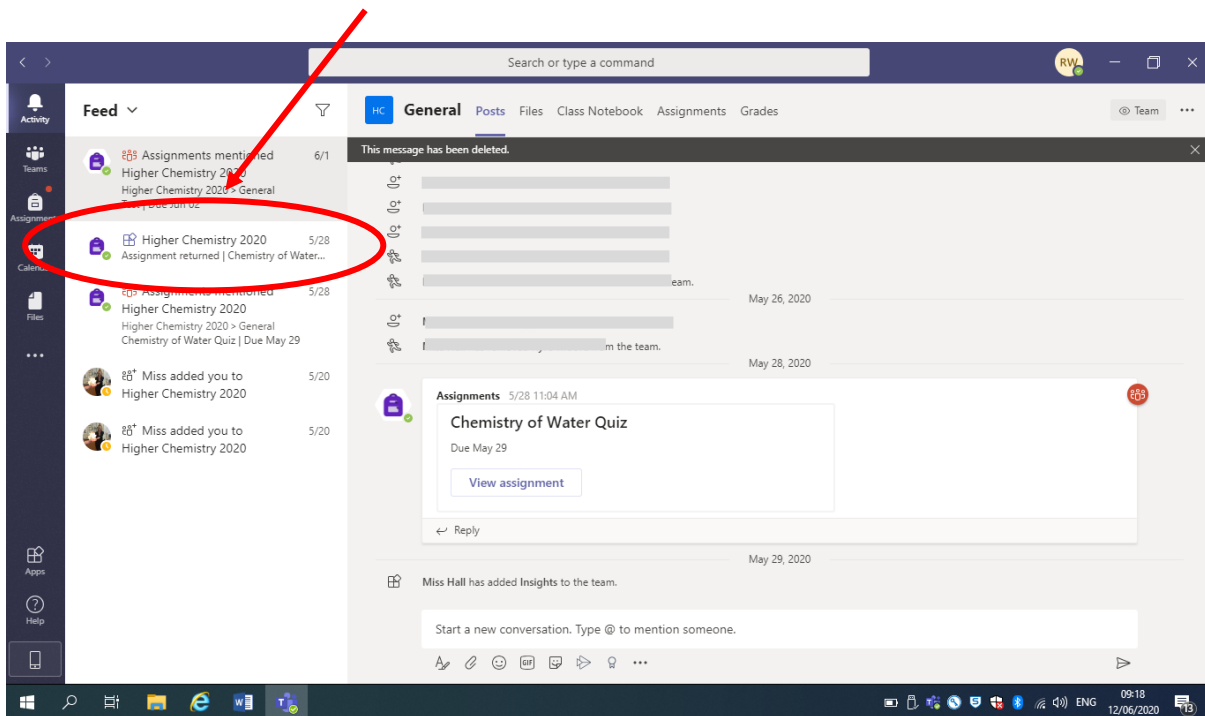 Search or type a command
RW
Activity
Teams
Assignment
Calen
Files
Apps
Help
Feed
Assignments mentioned 6/1
Higher Chemistry 2020
Higher Chemistry 2020 > General
Test | Due Jun 02
Higher Chemistry 2020 5/28
Assignment returned | Chemistry of Water...
Assignments mentioned 5/28
Higher Chemistry 2020
Higher Chemistry 2020 > General
Chemistry of Water Quiz | Due May 29
Miss added you to 5/20
Higher Chemistry 2020
Miss added you to 5/20
Higher Chemistry 2020
HC General Posts Files Class Notebook Assignments Grades Team
This message has been deleted.
eam.
May 26, 2020
m the team.
May 28, 2020
Assignments 5/28 11:04 AM
Chemistry of Water Quiz
Due May 29
View assignment
Reply
May 29, 2020
Miss Hall has added Insights to the team.
Start a new conversation. Type @ to mention someone.
GIF
ENG 09:18
12/06/2020
13